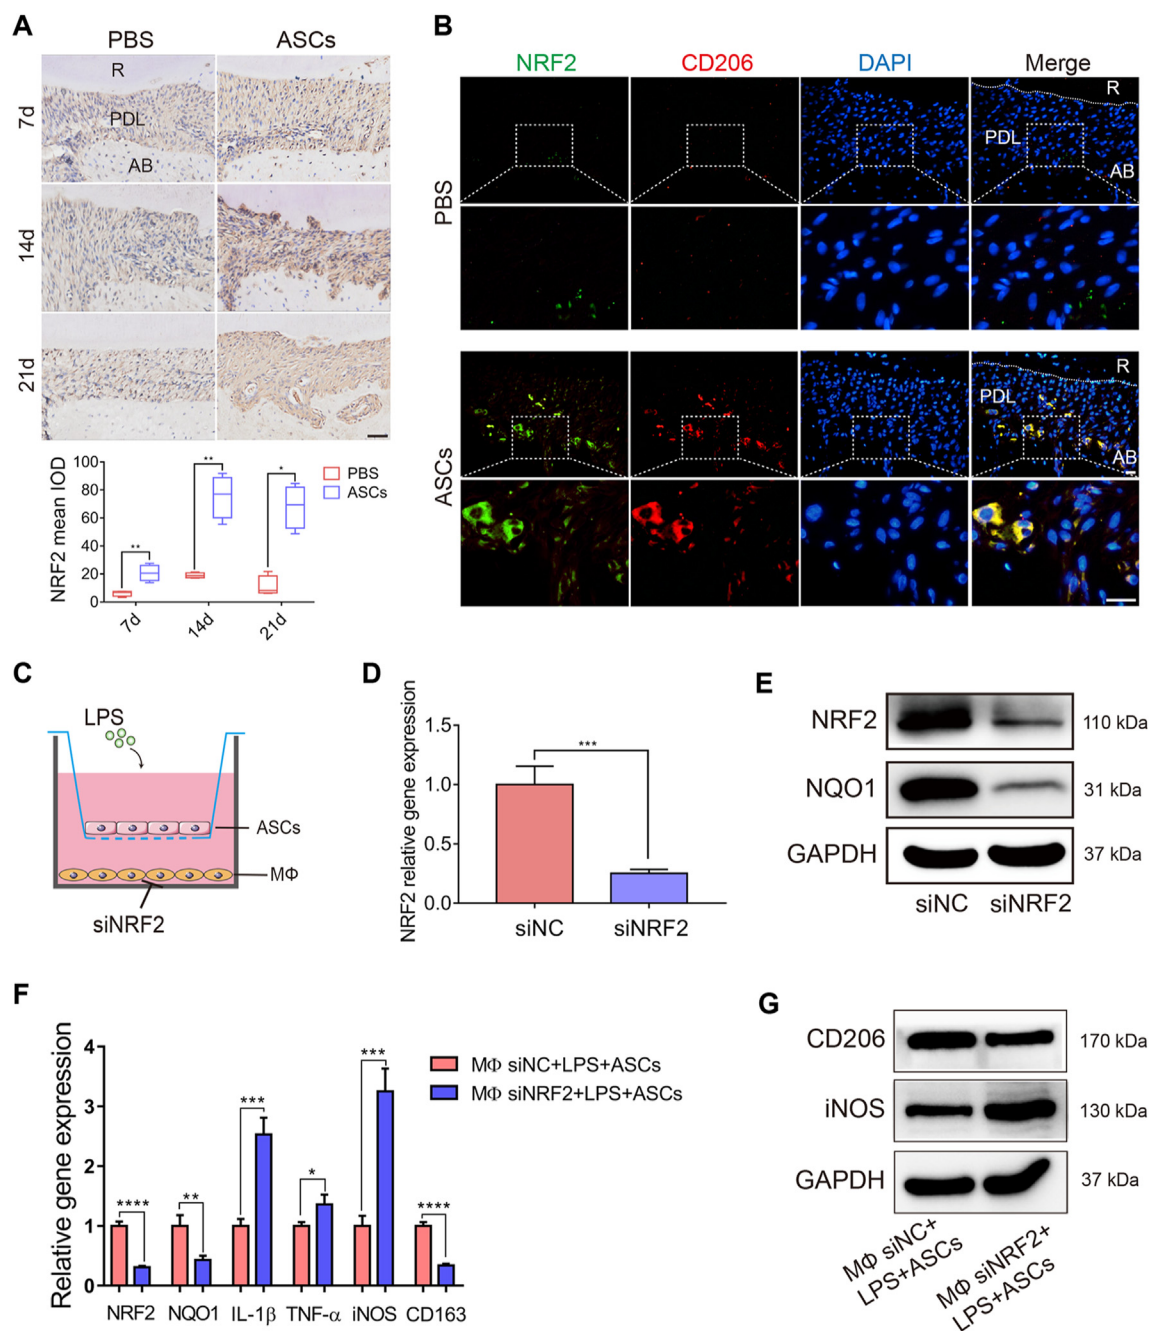 A
PBS ASCs
7d
R
PDL
AB
14d
21d
NRF2 mean IOD
100
80
60
40
20
0
** ** *
PBS
ASCs
7d 14d 21d
B
NRF2 CD206 DAPI Merge
PBS
R
PDL
AB
ASCs
R
PDL
AB
C
LPS
ASCs
MΦ
siNRF2
D
NRF2 relative gene expression
1.5
1.0
0.5
0.0
***
siNC siNRF2
E
NRF2 110 kDa
NQO1 31 kDa
GAPDH 37 kDa
siNC siNRF2
F
Relative gene expression
4
3
2
1
0
**** ** *** * *** ****
MΦ siNC+LPS+ASCs
MΦ siNRF2+LPS+ASCs
NRF2 NQO1 IL-1β TNF-α iNOS CD163
G
CD206 170 kDa
iNOS 130 kDa
GAPDH 37 kDa
MΦ siNC+
LPS+ASCs
MΦ siNRF2+
LPS+ASCs